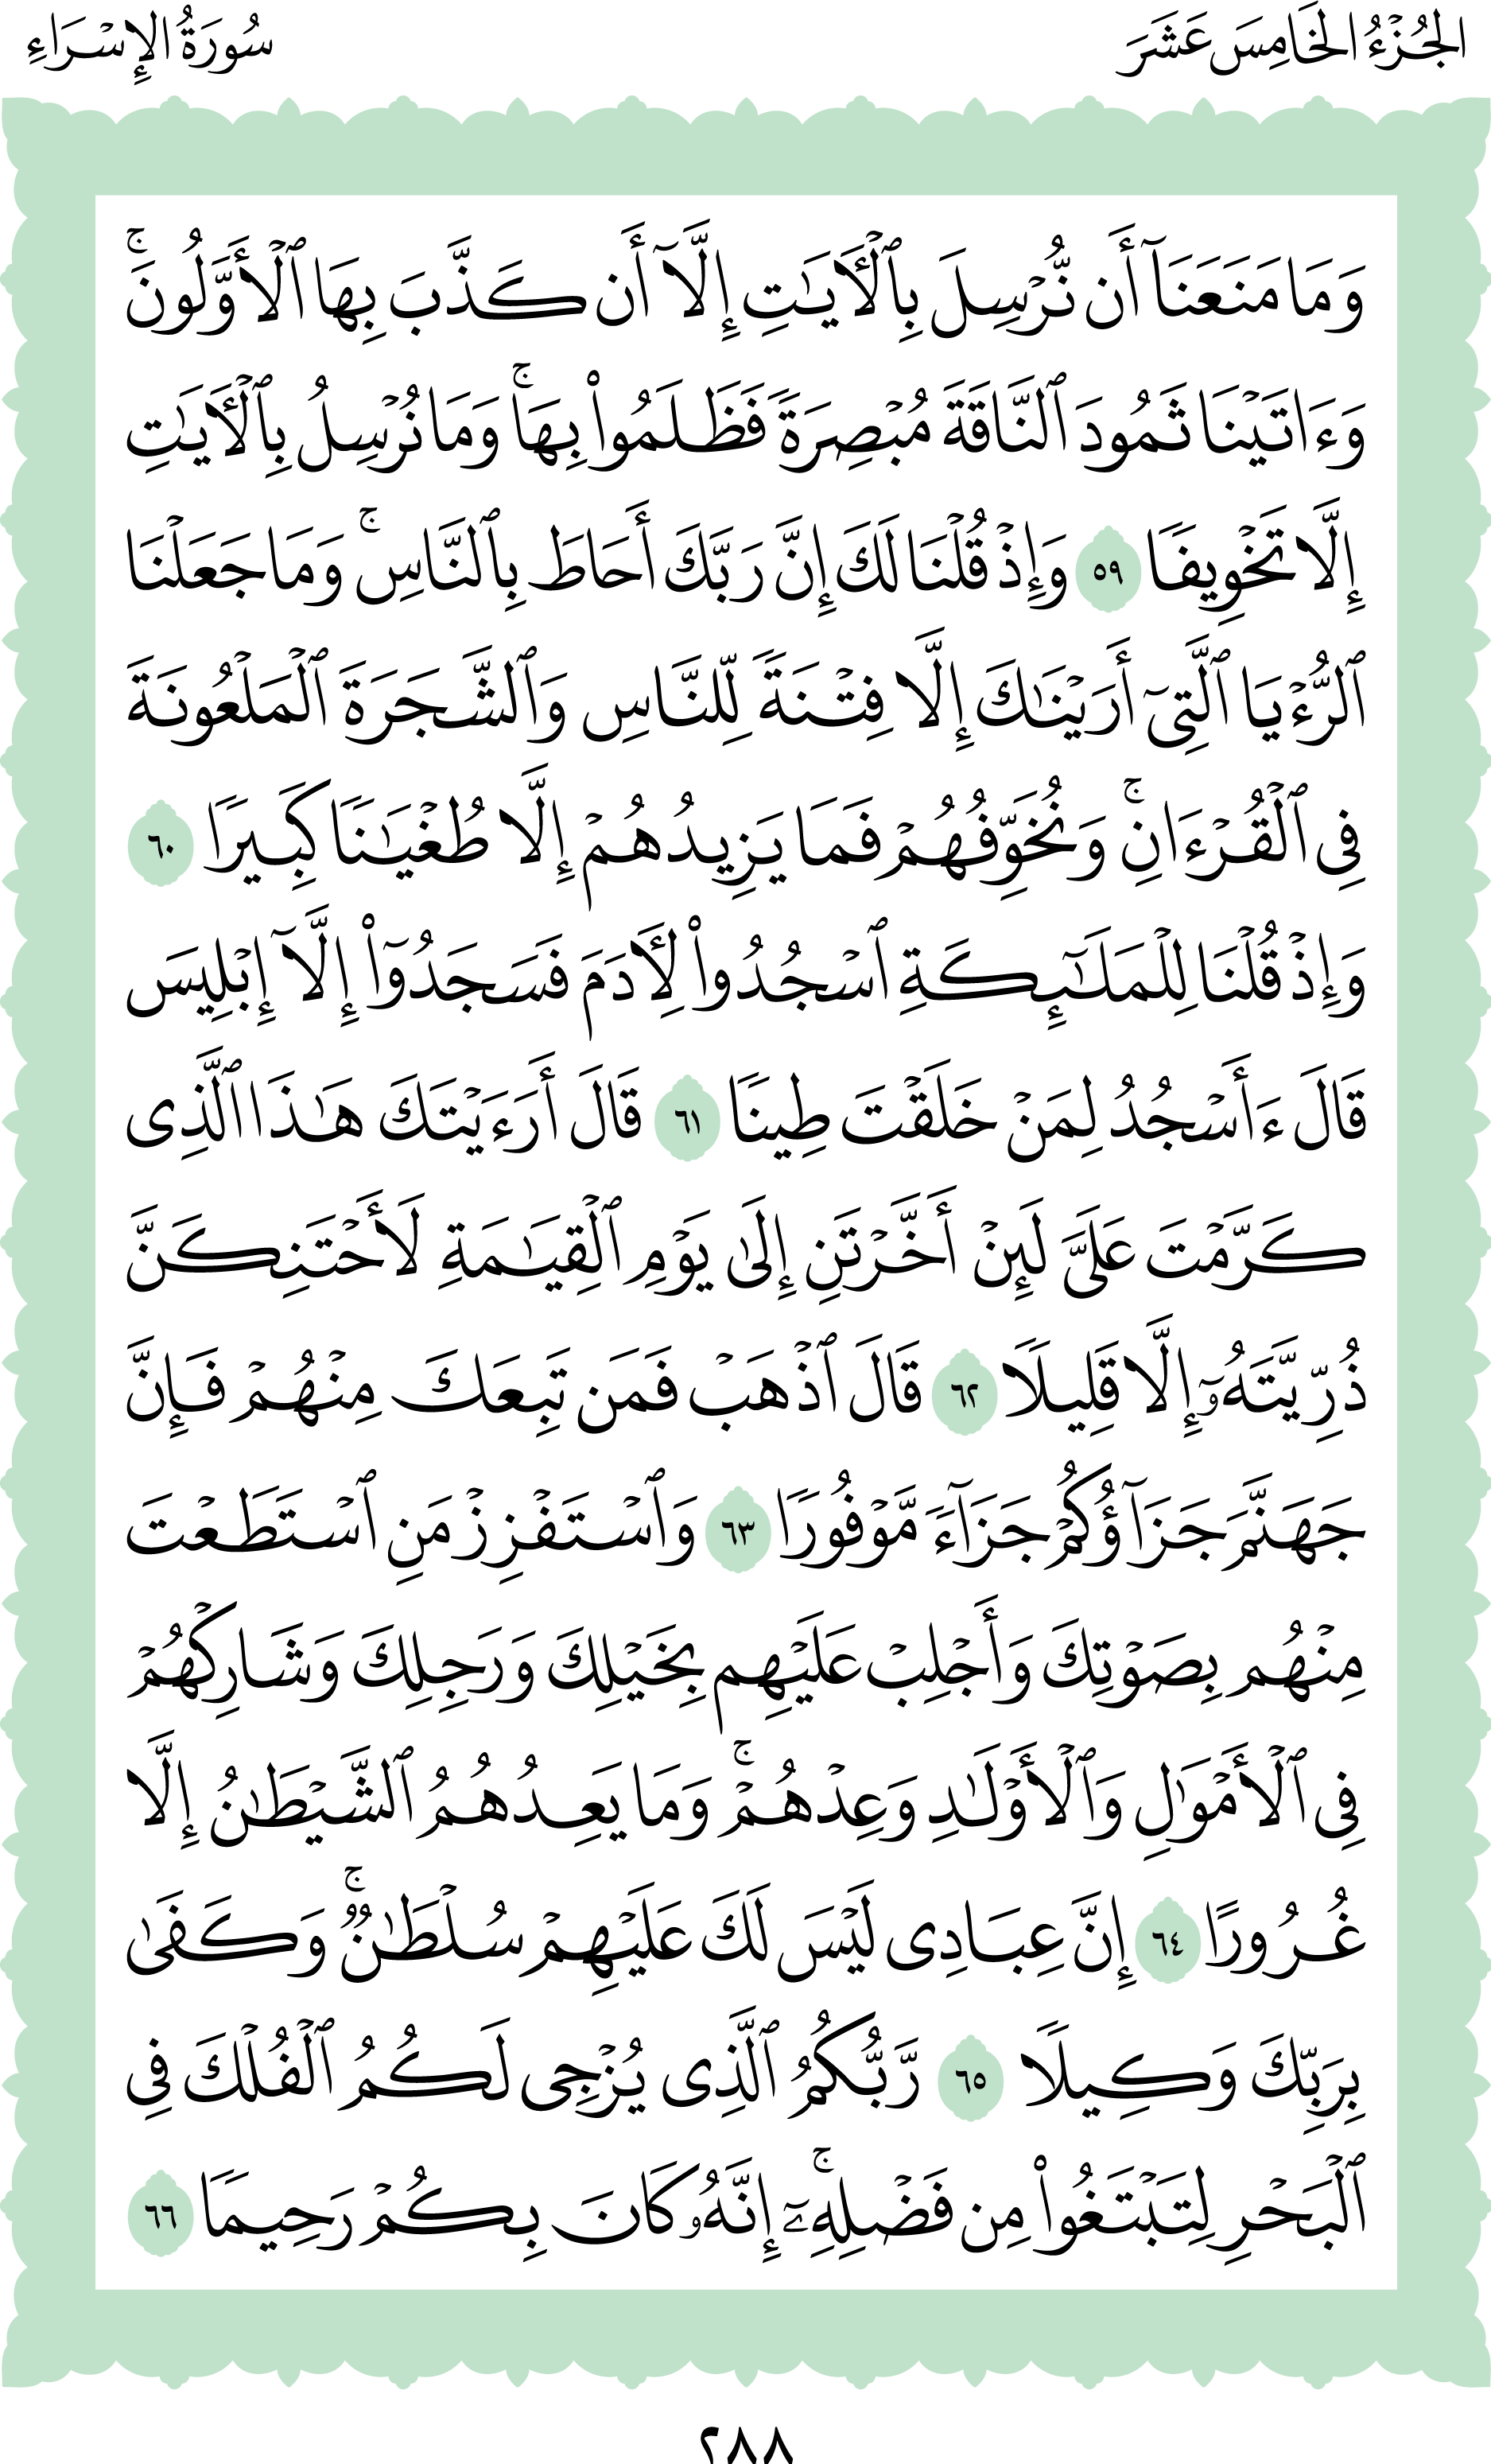 الجُزْءُ الخَامِسَ عَشَرَ
سُورَةُ الإِسْرَاءِ
وَمَا مَنَعَنَآ أَن نُّرْسِلَ بِٱلْأٓيَٰتِ إِلَّآ أَن كَذَّبَ بِهَا ٱلْأَوَّلُونَۚ
وَءَاتَيْنَا ثَمُودَ ٱلنَّاقَةَ مُبْصِرَةً فَظَلَمُوا۟ بِهَاۚ وَمَا نُرْسِلُ بِٱلْأٓيَٰتِ
إِلَّا تَخْوِيفًا ٥٩ وَإِذْ قُلْنَا لَكَ إِنَّ رَبَّكَ أَحَاطَ بِٱلنَّاسِۚ وَمَا جَعَلْنَا
ٱلرُّءْيَا ٱلَّتِىٓ أَرَيْنَٰكَ إِلَّا فِتْنَةً لِّلنَّاسِ وَٱلشَّجَرَةَ ٱلْمَلْعُونَةَ
فِى ٱلْقُرْءَانِۚ وَنُخَوِّفُهُمْ فَمَا يَزِيدُهُمْ إِلَّا طُغْيَٰنًا كَبِيرًا ٦٠
وَإِذْ قُلْنَا لِلْمَلَٰٓئِكَةِ ٱسْجُدُوا۟ لِأٓدَمَ فَسَجَدُوٓا۟ إِلَّآ إِبْلِيسَ
قَالَ ءَأَسْجُدُ لِمَنْ خَلَقْتَ طِينًا ٦١ قَالَ أَرَءَيْتَكَ هَٰذَا ٱلَّذِى
كَرَّمْتَ عَلَىَّ لَئِنْ أَخَّرْتَنِ إِلَىٰ يَوْمِ ٱلْقِيَٰمَةِ لَأَحْتَنِكَنَّ
ذُرِّيَّتَهُۥٓ إِلَّا قَلِيلًا ٦٢ قَالَ ٱذْهَبْ فَمَن تَبِعَكَ مِنْهُمْ فَإِنَّ
جَهَنَّمَ جَزَآؤُكُمْ جَزَآءً مَّوْفُورًا ٦٣ وَٱسْتَفْزِزْ مَنِ ٱسْتَطَعْتَ
مِنْهُم بِصَوْتِكَ وَأَجْلِبْ عَلَيْهِم بِخَيْلِكَ وَرَجِلِكَ وَشَارِكْهُمْ
فِى ٱلْأَمْوَٰلِ وَٱلْأَوْلَٰدِ وَعِدْهُمْۚ وَمَا يَعِدُهُمُ ٱلشَّيْطَٰنُ إِلَّا
غُرُورًا ٦٤ إِنَّ عِبَادِى لَيْسَ لَكَ عَلَيْهِمْ سُلْطَٰنٌۚ وَكَفَىٰ
بِرَبِّكَ وَكِيلًا ٦٥ رَّبُّكُمُ ٱلَّذِى يُزْجِى لَكُمُ ٱلْفُلْكَ فِى
ٱلْبَحْرِ لِتَبْتَغُوا۟ مِن فَضْلِهِۦٓۚ إِنَّهُۥ كَانَ بِكُمْ رَحِيمًا ٦٦
٢٨٨